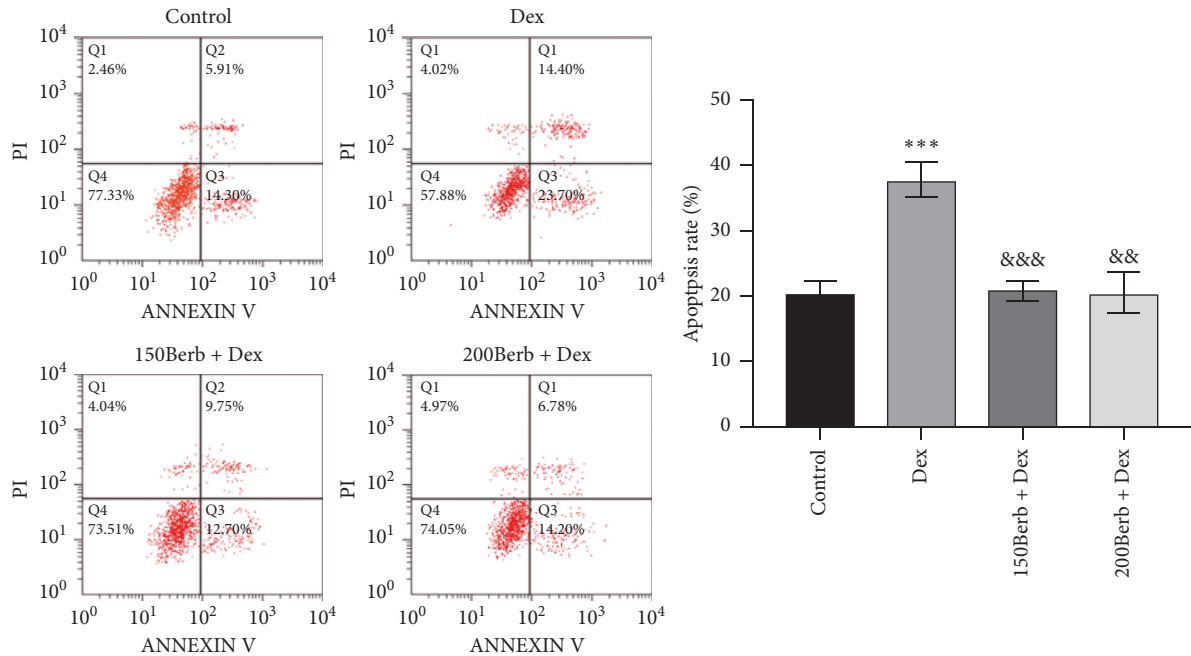 Control
10⁴
10³
10²
10¹
10⁰
PI
Q1
2.46%
Q2
5.91%
Q4
77.33%
Q3
14.30%
10⁰ 10¹ 10² 10³ 10⁴
ANNEXIN V
Dex
10⁴
10³
10²
10¹
10⁰
PI
Q1
4.02%
Q1
14.40%
Q4
57.88%
Q3
23.70%
10⁰ 10¹ 10² 10³ 10⁴
ANNEXIN V
150Berb + Dex
10⁴
10³
10²
10¹
10⁰
PI
Q1
4.04%
Q2
9.75%
Q4
73.51%
Q3
12.70%
10⁰ 10¹ 10² 10³ 10⁴
ANNEXIN V
200Berb + Dex
10⁴
10³
10²
10¹
10⁰
PI
Q1
4.97%
Q1
6.78%
Q4
74.05%
Q3
14.20%
10⁰ 10¹ 10² 10³ 10⁴
ANNEXIN V
Apoptpsis rate (%)
50
40
30
20
10
0
***
&&&
&&
Control
Dex
150Berb + Dex
200Berb + Dex